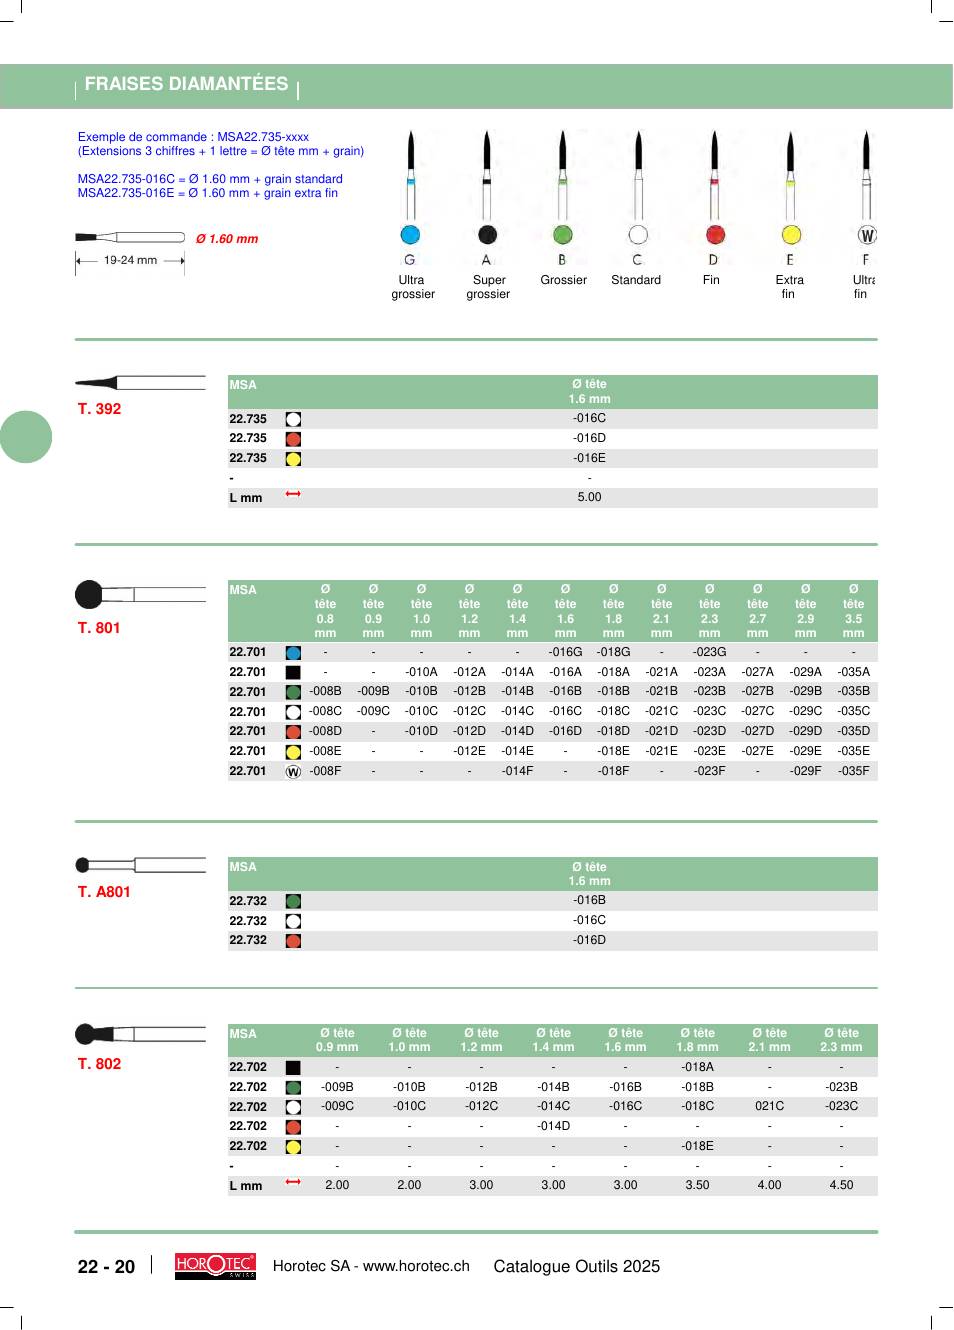 FRAISES DIAMANTÉES
Exemple de commande : MSA22.735-xxxx
(Extensions 3 chiffres + 1 lettre = Ø tête mm + grain)
MSA22.735-016C = Ø 1.60 mm + grain standard
MSA22.735-016E = Ø 1.60 mm + grain extra fin
Ø 1.60 mm
19-24 mm
W
G A B C D E F
Ultra grossier Super grossier Grossier Standard Fin Extra fin Ultra fin
T. 392
MSA Ø tête 1.6 mm
22.735 -016C
22.735 -016D
22.735 -016E
- -
L mm 5.00
T. 801
MSA Ø tête 0.8 mm Ø tête 0.9 mm Ø tête 1.0 mm Ø tête 1.2 mm Ø tête 1.4 mm Ø tête 1.6 mm Ø tête 1.8 mm Ø tête 2.1 mm Ø tête 2.3 mm Ø tête 2.7 mm Ø tête 2.9 mm Ø tête 3.5 mm
22.701 - - - - - -016G -018G - -023G - - -
22.701 - - -010A -012A -014A -016A -018A -021A -023A -027A -029A -035A
22.701 -008B -009B -010B -012B -014B -016B -018B -021B -023B -027B -029B -035B
22.701 -008C -009C -010C -012C -014C -016C -018C -021C -023C -027C -029C -035C
22.701 -008D - -010D -012D -014D -016D -018D -021D -023D -027D -029D -035D
22.701 -008E - - -012E -014E - -018E -021E -023E -027E -029E -035E
22.701 W -008F - - - -014F - -018F - -023F - -029F -035F
T. A801
MSA Ø tête 1.6 mm
22.732 -016B
22.732 -016C
22.732 -016D
T. 802
MSA Ø tête 0.9 mm Ø tête 1.0 mm Ø tête 1.2 mm Ø tête 1.4 mm Ø tête 1.6 mm Ø tête 1.8 mm Ø tête 2.1 mm Ø tête 2.3 mm
22.702 - - - - - -018A - -
22.702 -009B -010B -012B -014B -016B -018B - -023B
22.702 -009C -010C -012C -014C -016C -018C 021C -023C
22.702 - - - -014D - - - -
22.702 - - - - - -018E - -
- - - - - - - - -
L mm 2.00 2.00 3.00 3.00 3.00 3.50 4.00 4.50
22 - 20
HOROTEC®
SWISS
Horotec SA - www.horotec.ch Catalogue Outils 2025